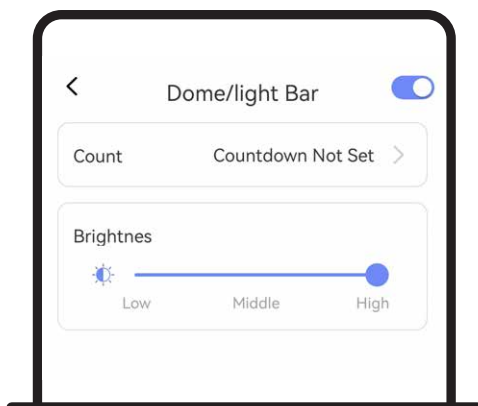 Dome/light Bar
Count Countdown Not Set
Brightnes
Low Middle High